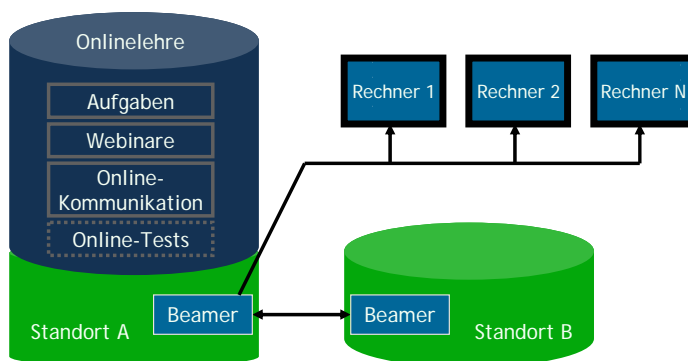 Onlinelehre
Aufgaben
Webinare
Online-
Kommunikation
Online-Tests
Rechner 1
Rechner 2
Rechner N
Beamer
Standort A
Beamer
Standort B